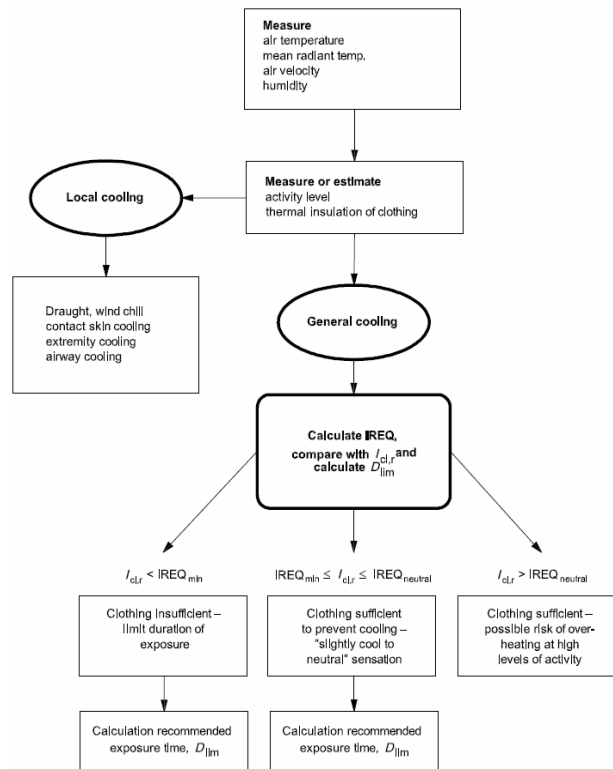 Measure
air temperature
mean radiant temp.
air velocity
humidity
Local cooling
Measure or estimate
activity level
thermal insulation of clothing
Draught, wind chill
contact skin cooling
extremity cooling
airway cooling
General cooling
Calculate IREQ,
compare with Icl,r and
calculate Dlim
Icl,r < IREQmin
IREQmin ≤ Icl,r ≤ IREQneutral
Icl,r > IREQneutral
Clothing insufficient –
limit duration of
exposure
Clothing sufficient
to prevent cooling –
"slightly cool to
neutral" sensation
Clothing sufficient –
possible risk of over-
heating at high
levels of activity
Calculation recommended
exposure time, Dlim
Calculation recommended
exposure time, Dlim